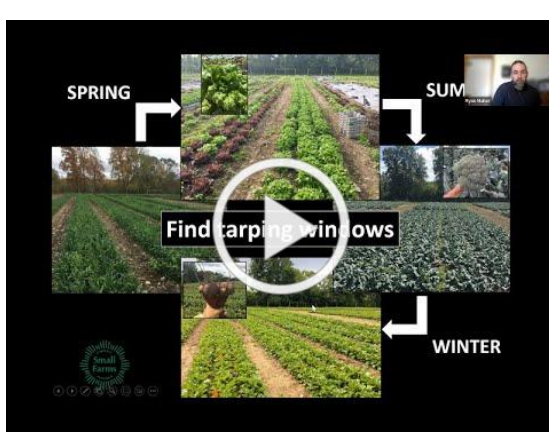 SPRING
SUM
Find tarping windows
WINTER
Small
Farms